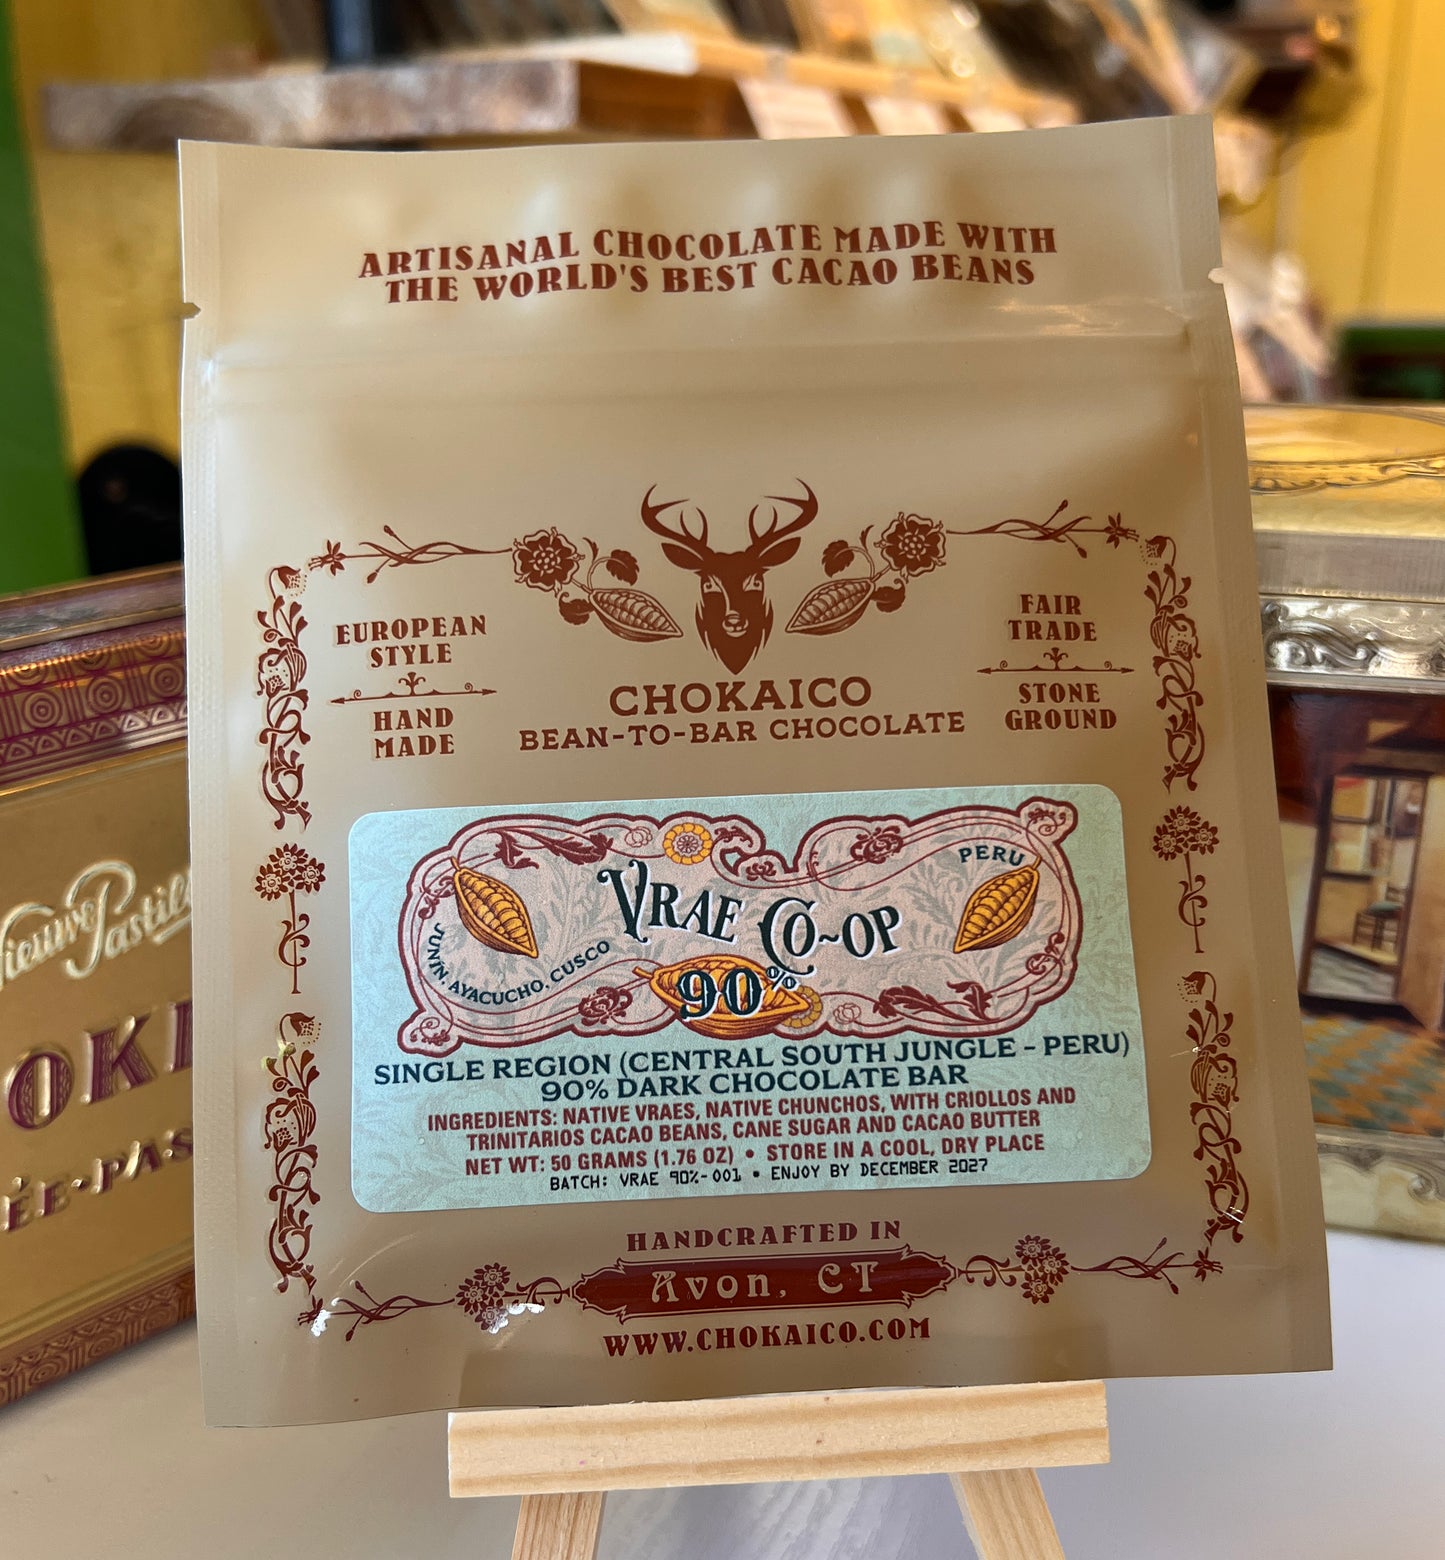 ARTISANAL CHOCOLATE MADE WITH
THE WORLD'S BEST CACAO BEANS
EUROPEAN
STYLE
HAND
MADE
FAIR
TRADE
STONE
GROUND
CHOKAICO
BEAN-TO-BAR CHOCOLATE
PERU
VRAE CO-OP
JUNÍN, AYACUCHO, CUSCO
90%
SINGLE REGION (CENTRAL SOUTH JUNGLE - PERU)
90% DARK CHOCOLATE BAR
INGREDIENTS: NATIVE VRAES, NATIVE CHUNCHOS, WITH CRIOLLOS AND
TRINITARIOS CACAO BEANS, CANE SUGAR AND CACAO BUTTER
NET WT: 50 GRAMS (1.76 OZ) • STORE IN A COOL, DRY PLACE
BATCH: VRAE 90%-001 • ENJOY BY DECEMBER 2027
HANDCRAFTED IN
Avon, CT
WWW.CHOKAICO.COM